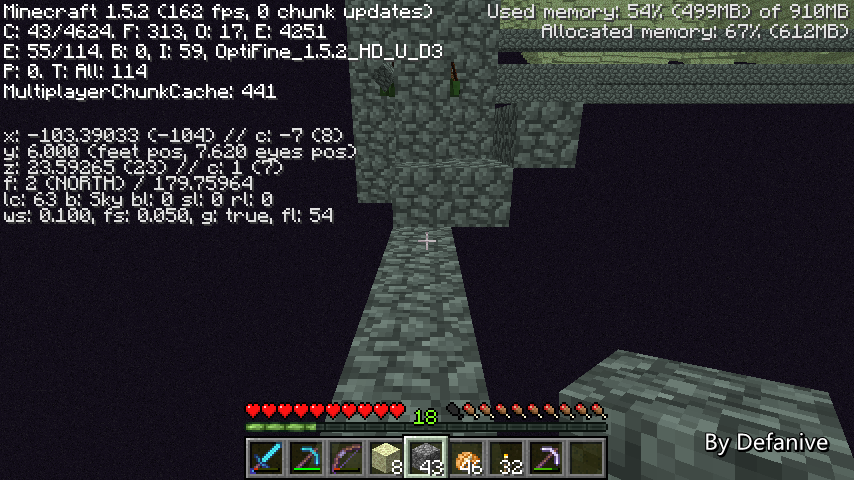 Minecraft 1.5.2 (162 fps, 0 chunk updates)
Used memory: 54% (499MB) of 910MB
C: 43/4624. F: 313, O: 17, E: 4251
Allocated memory: 67% (612MB)
E: 55/114. B: 0, I: 59, OptiFine_1.5.2_HD_U_D3
P: 0. T: All: 114
MultiplayerChunkCache: 441
x: -103.39033 (-104) // c: -7 (8)
y: 6.000 (feet pos, 7.620 eyes pos)
z: 23.59265 (23) // c: 1 (7)
f: 2 (NORTH) / 179.75964
lc: 63 b: Sky bl: 0 sl: 0 rl: 0
ws: 0.100, fs: 0.050, g: true, fl: 54
18
8 43 46 32
By Defanive